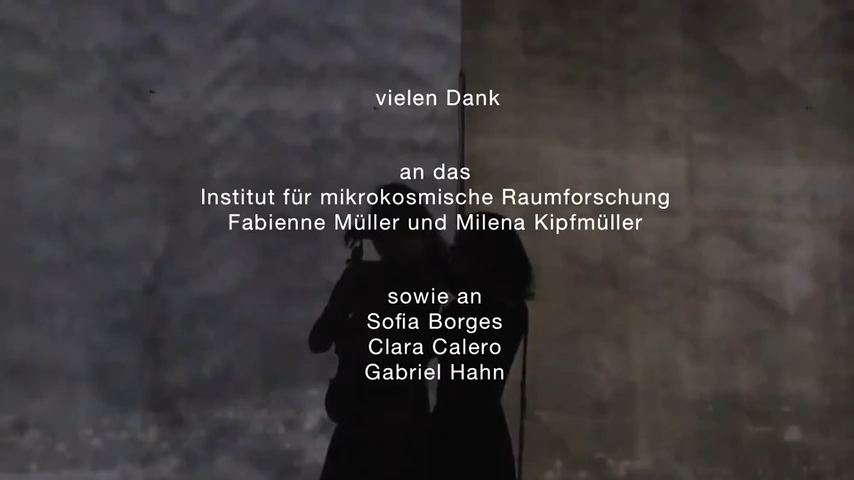 vielen Dank
an das
Institut für mikrokosmische Raumforschung
Fabienne Müller und Milena Kipfmüller
sowie an
Sofia Borges
Clara Calero
Gabriel Hahn